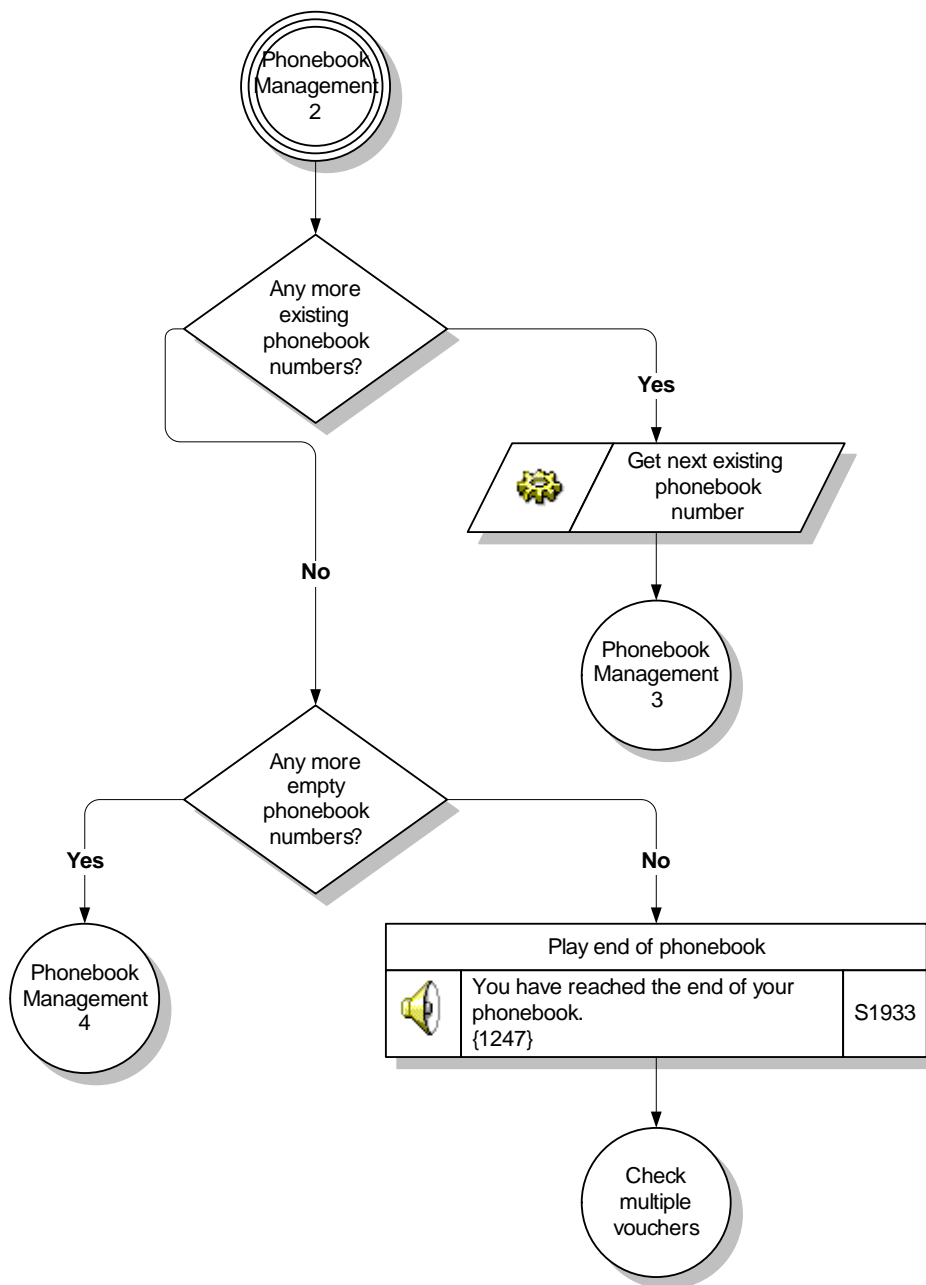 Phonebook
Management
2
Any more
existing
phonebook
numbers?
Yes
Get next existing
phonebook
number
No
Phonebook
Management
3
Any more
empty
phonebook
numbers?
Yes
No
Phonebook
Management
4
Play end of phonebook
You have reached the end of your
phonebook.
{1247}
S1933
Check
multiple
vouchers